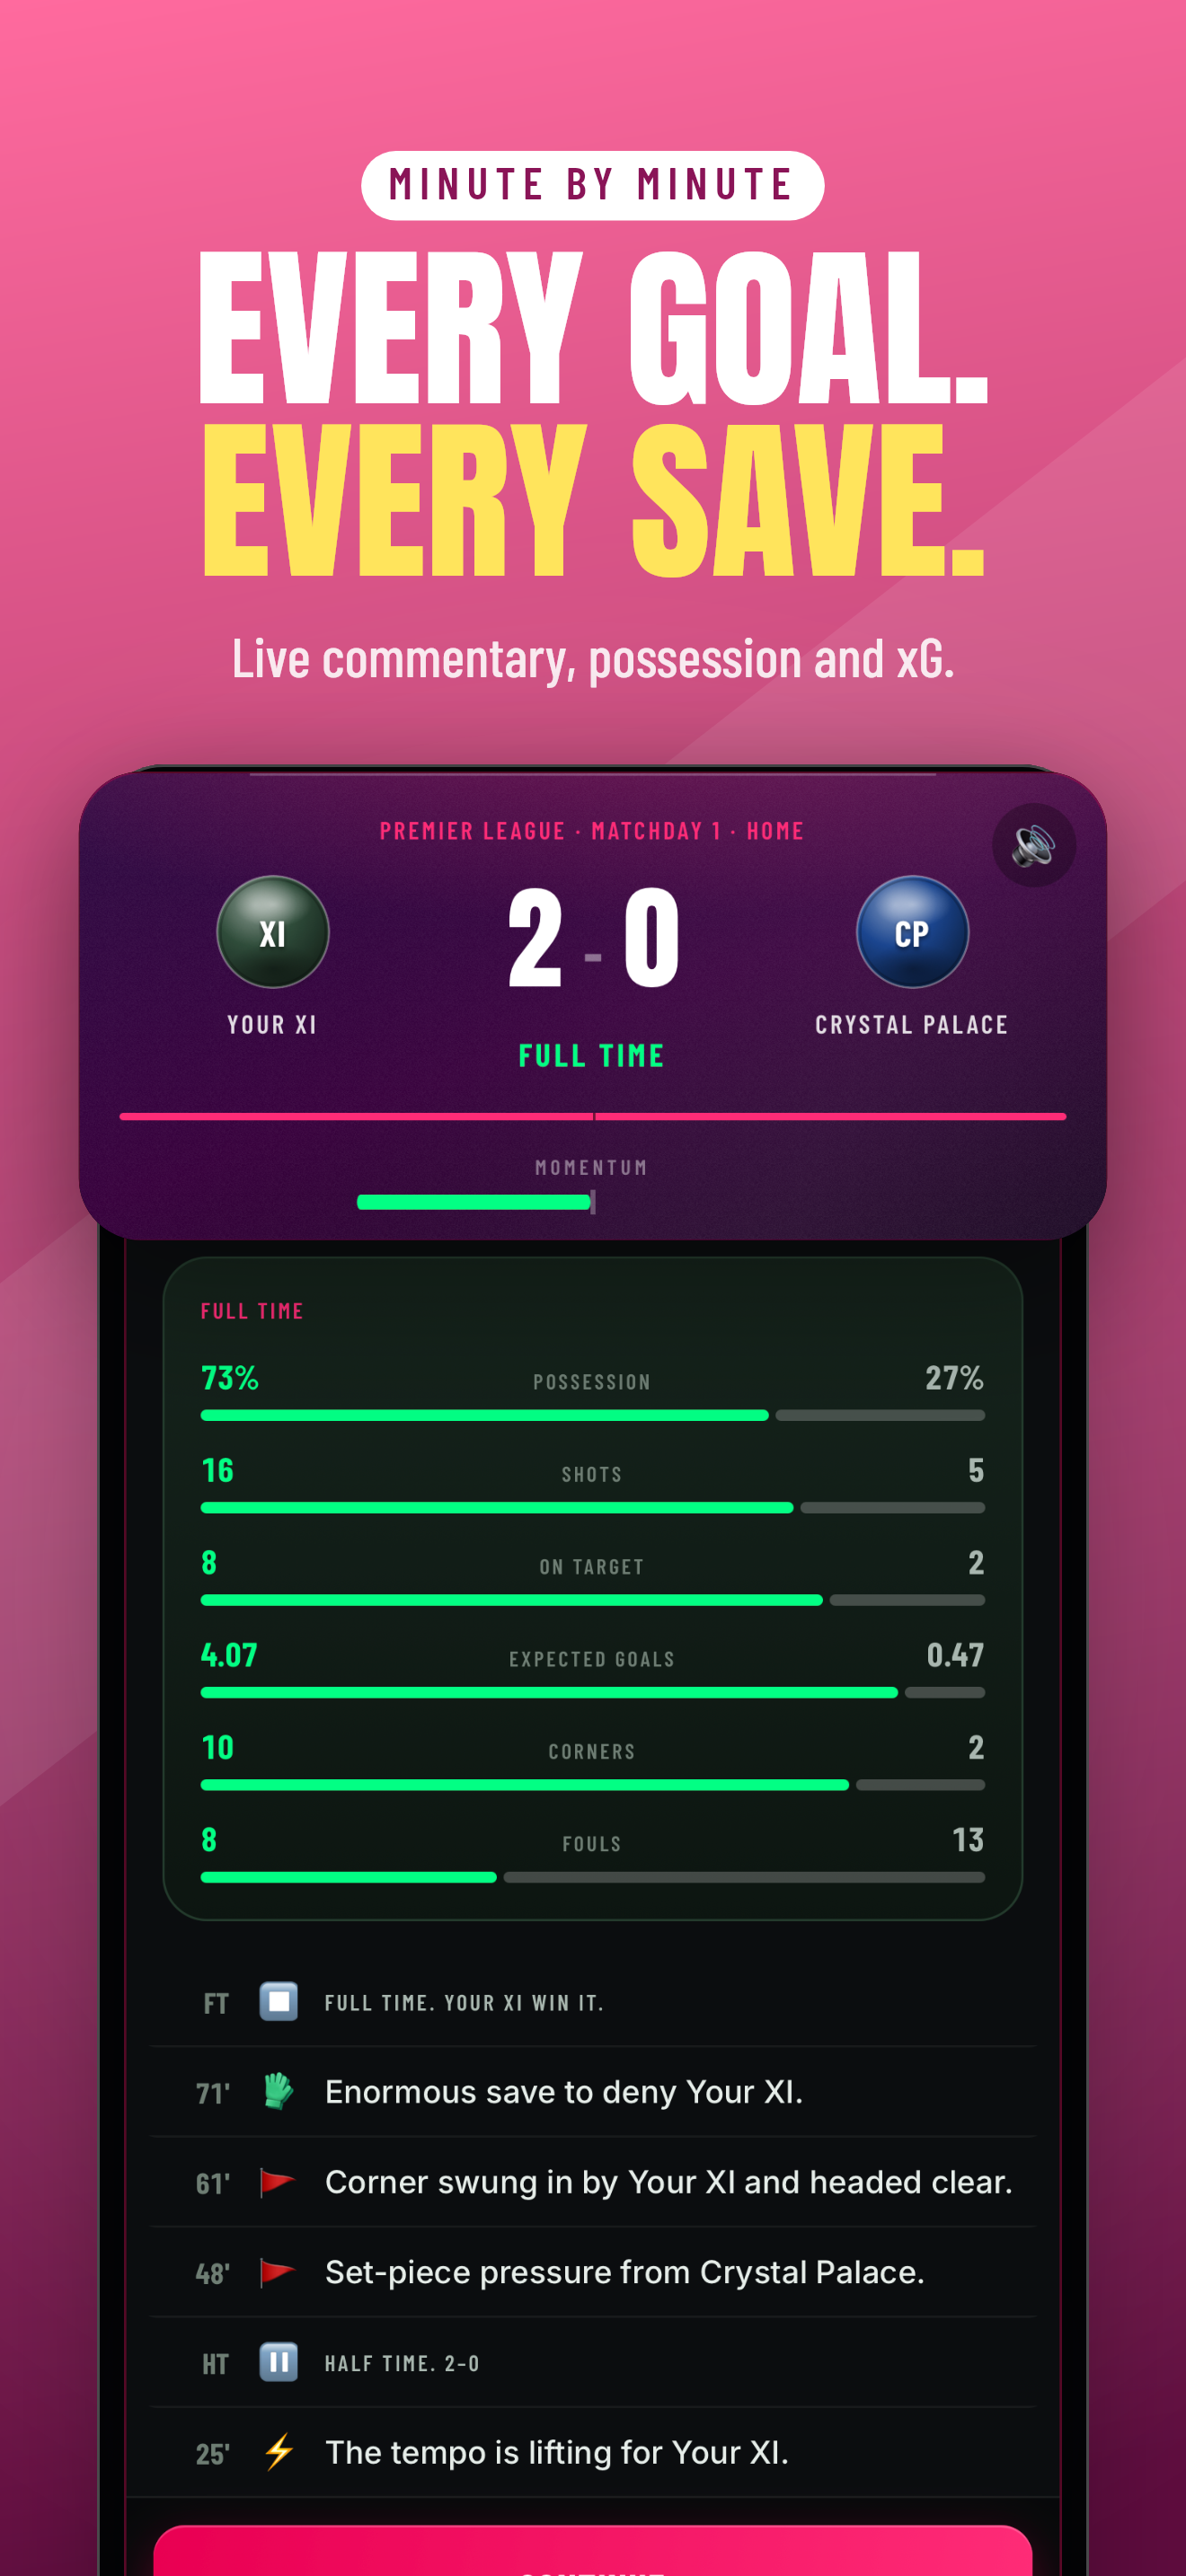 MINUTE BY MINUTE
EVERY GOAL.
EVERY SAVE.
Live commentary, possession and xG.
PREMIER LEAGUE · MATCHDAY 1 · HOME
XI
2 - 0
CP
YOUR XI
CRYSTAL PALACE
FULL TIME
MOMENTUM
FULL TIME
73% POSSESSION 27%
16 SHOTS 5
8 ON TARGET 2
4.07 EXPECTED GOALS 0.47
10 CORNERS 2
8 FOULS 13
FT FULL TIME. YOUR XI WIN IT.
71' Enormous save to deny Your XI.
61' Corner swung in by Your XI and headed clear.
48' Set-piece pressure from Crystal Palace.
HT HALF TIME. 2-0
25' The tempo is lifting for Your XI.